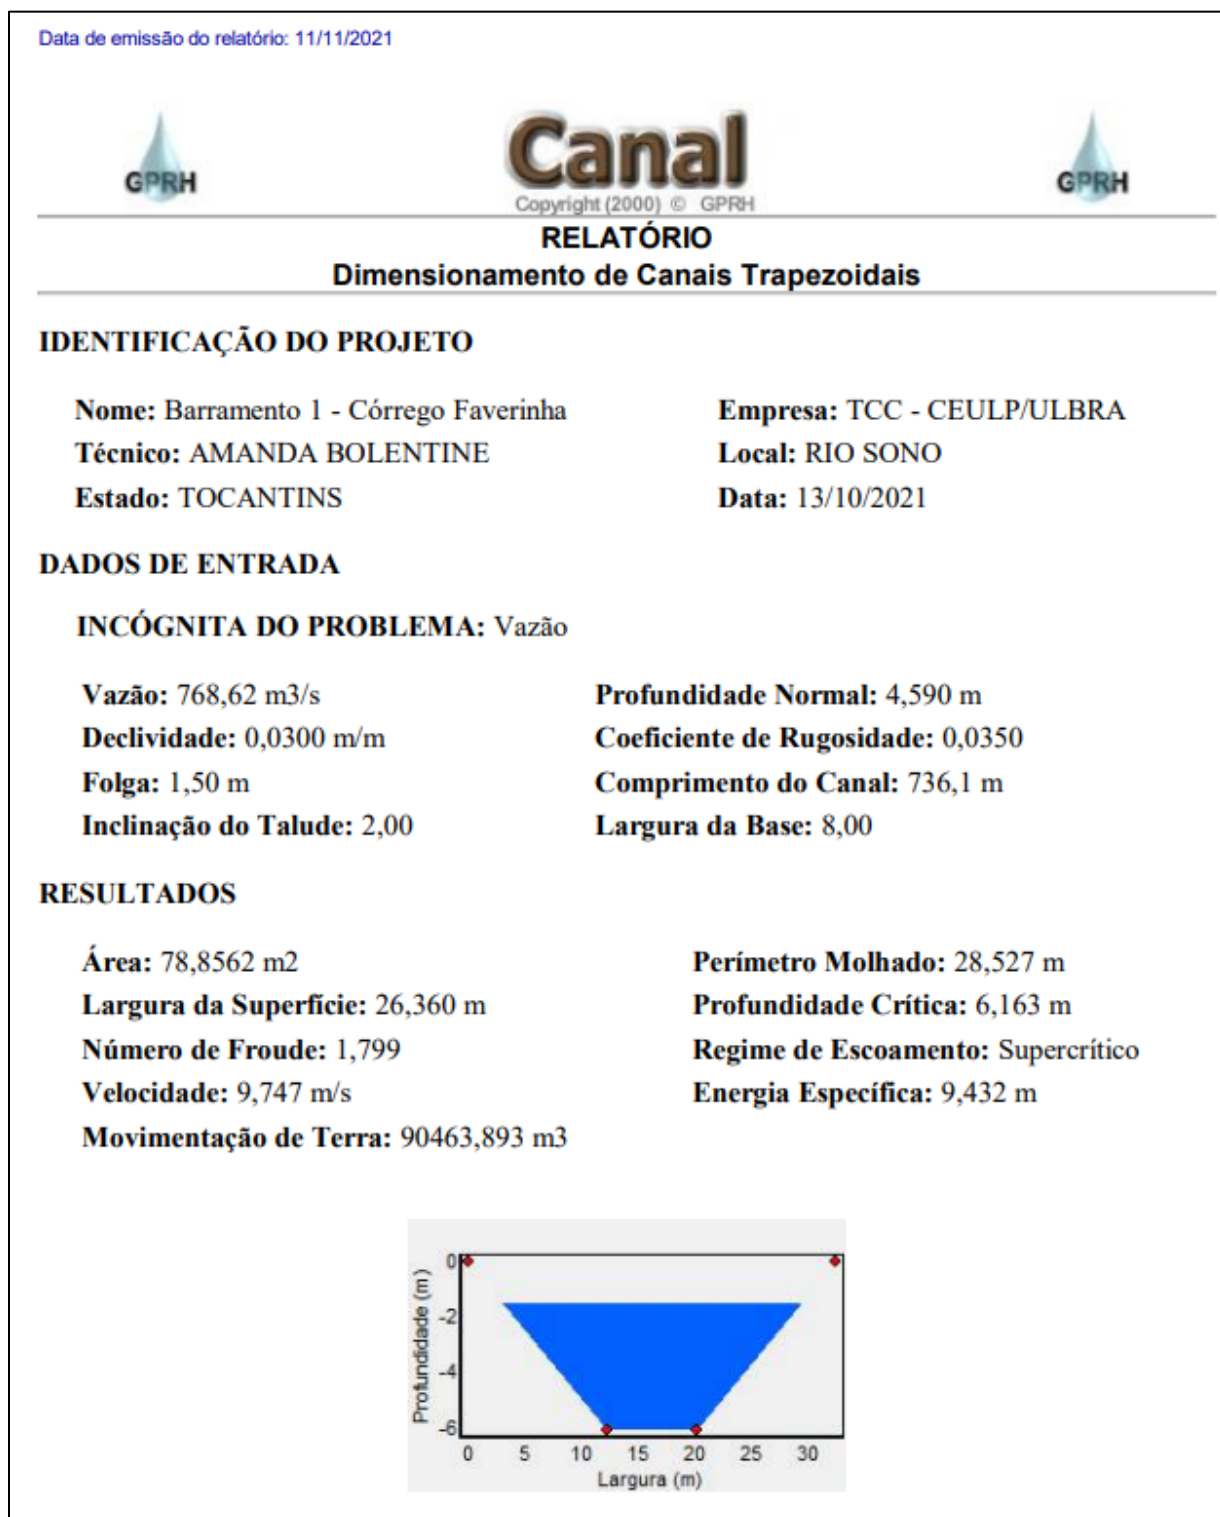 Data de emissão do relatório: 11/11/2021
GPRH
Canal
GPRH
Copyright (2000) © GPRH
RELATÓRIO
Dimensionamento de Canais Trapezoidais
IDENTIFICAÇÃO DO PROJETO
Nome: Barramento 1 - Córrego Faverinha Empresa: TCC - CEULP/ULBRA
Técnico: AMANDA BOLENTINE Local: RIO SONO
Estado: TOCANTINS Data: 13/10/2021
DADOS DE ENTRADA
INCÓGNITA DO PROBLEMA: Vazão
Vazão: 768,62 m3/s Profundidade Normal: 4,590 m
Declividade: 0,0300 m/m Coeficiente de Rugosidade: 0,0350
Folga: 1,50 m Comprimento do Canal: 736,1 m
Inclinação do Talude: 2,00 Largura da Base: 8,00
RESULTADOS
Área: 78,8562 m2 Perímetro Molhado: 28,527 m
Largura da Superfície: 26,360 m Profundidade Crítica: 6,163 m
Número de Froude: 1,799 Regime de Escoamento: Supercrítico
Velocidade: 9,747 m/s Energia Específica: 9,432 m
Movimentação de Terra: 90463,893 m3
Profundidade (m)
0
-2
-4
-6
0 5 10 15 20 25 30
Largura (m)